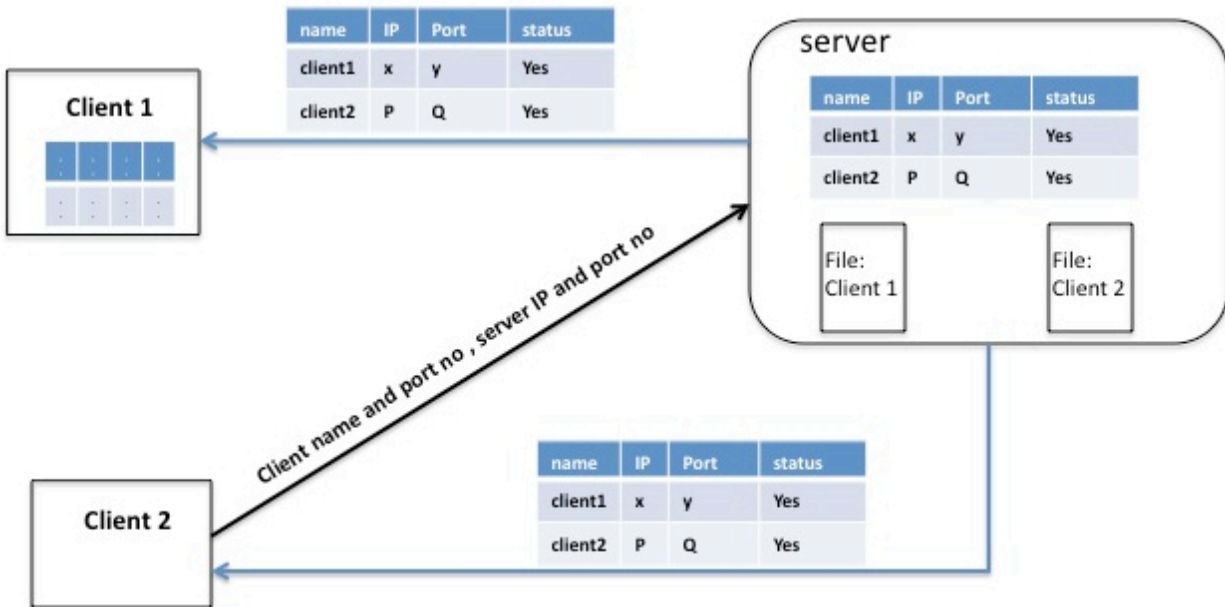 name IP Port status
client1 x y Yes
client2 P Q Yes
server
name IP Port status
client1 x y Yes
client2 P Q Yes
Client 1
: : : :
: : : :
File:
Client 1
File:
Client 2
Client name and port no , server IP and port no
name IP Port status
client1 x y Yes
client2 P Q Yes
Client 2